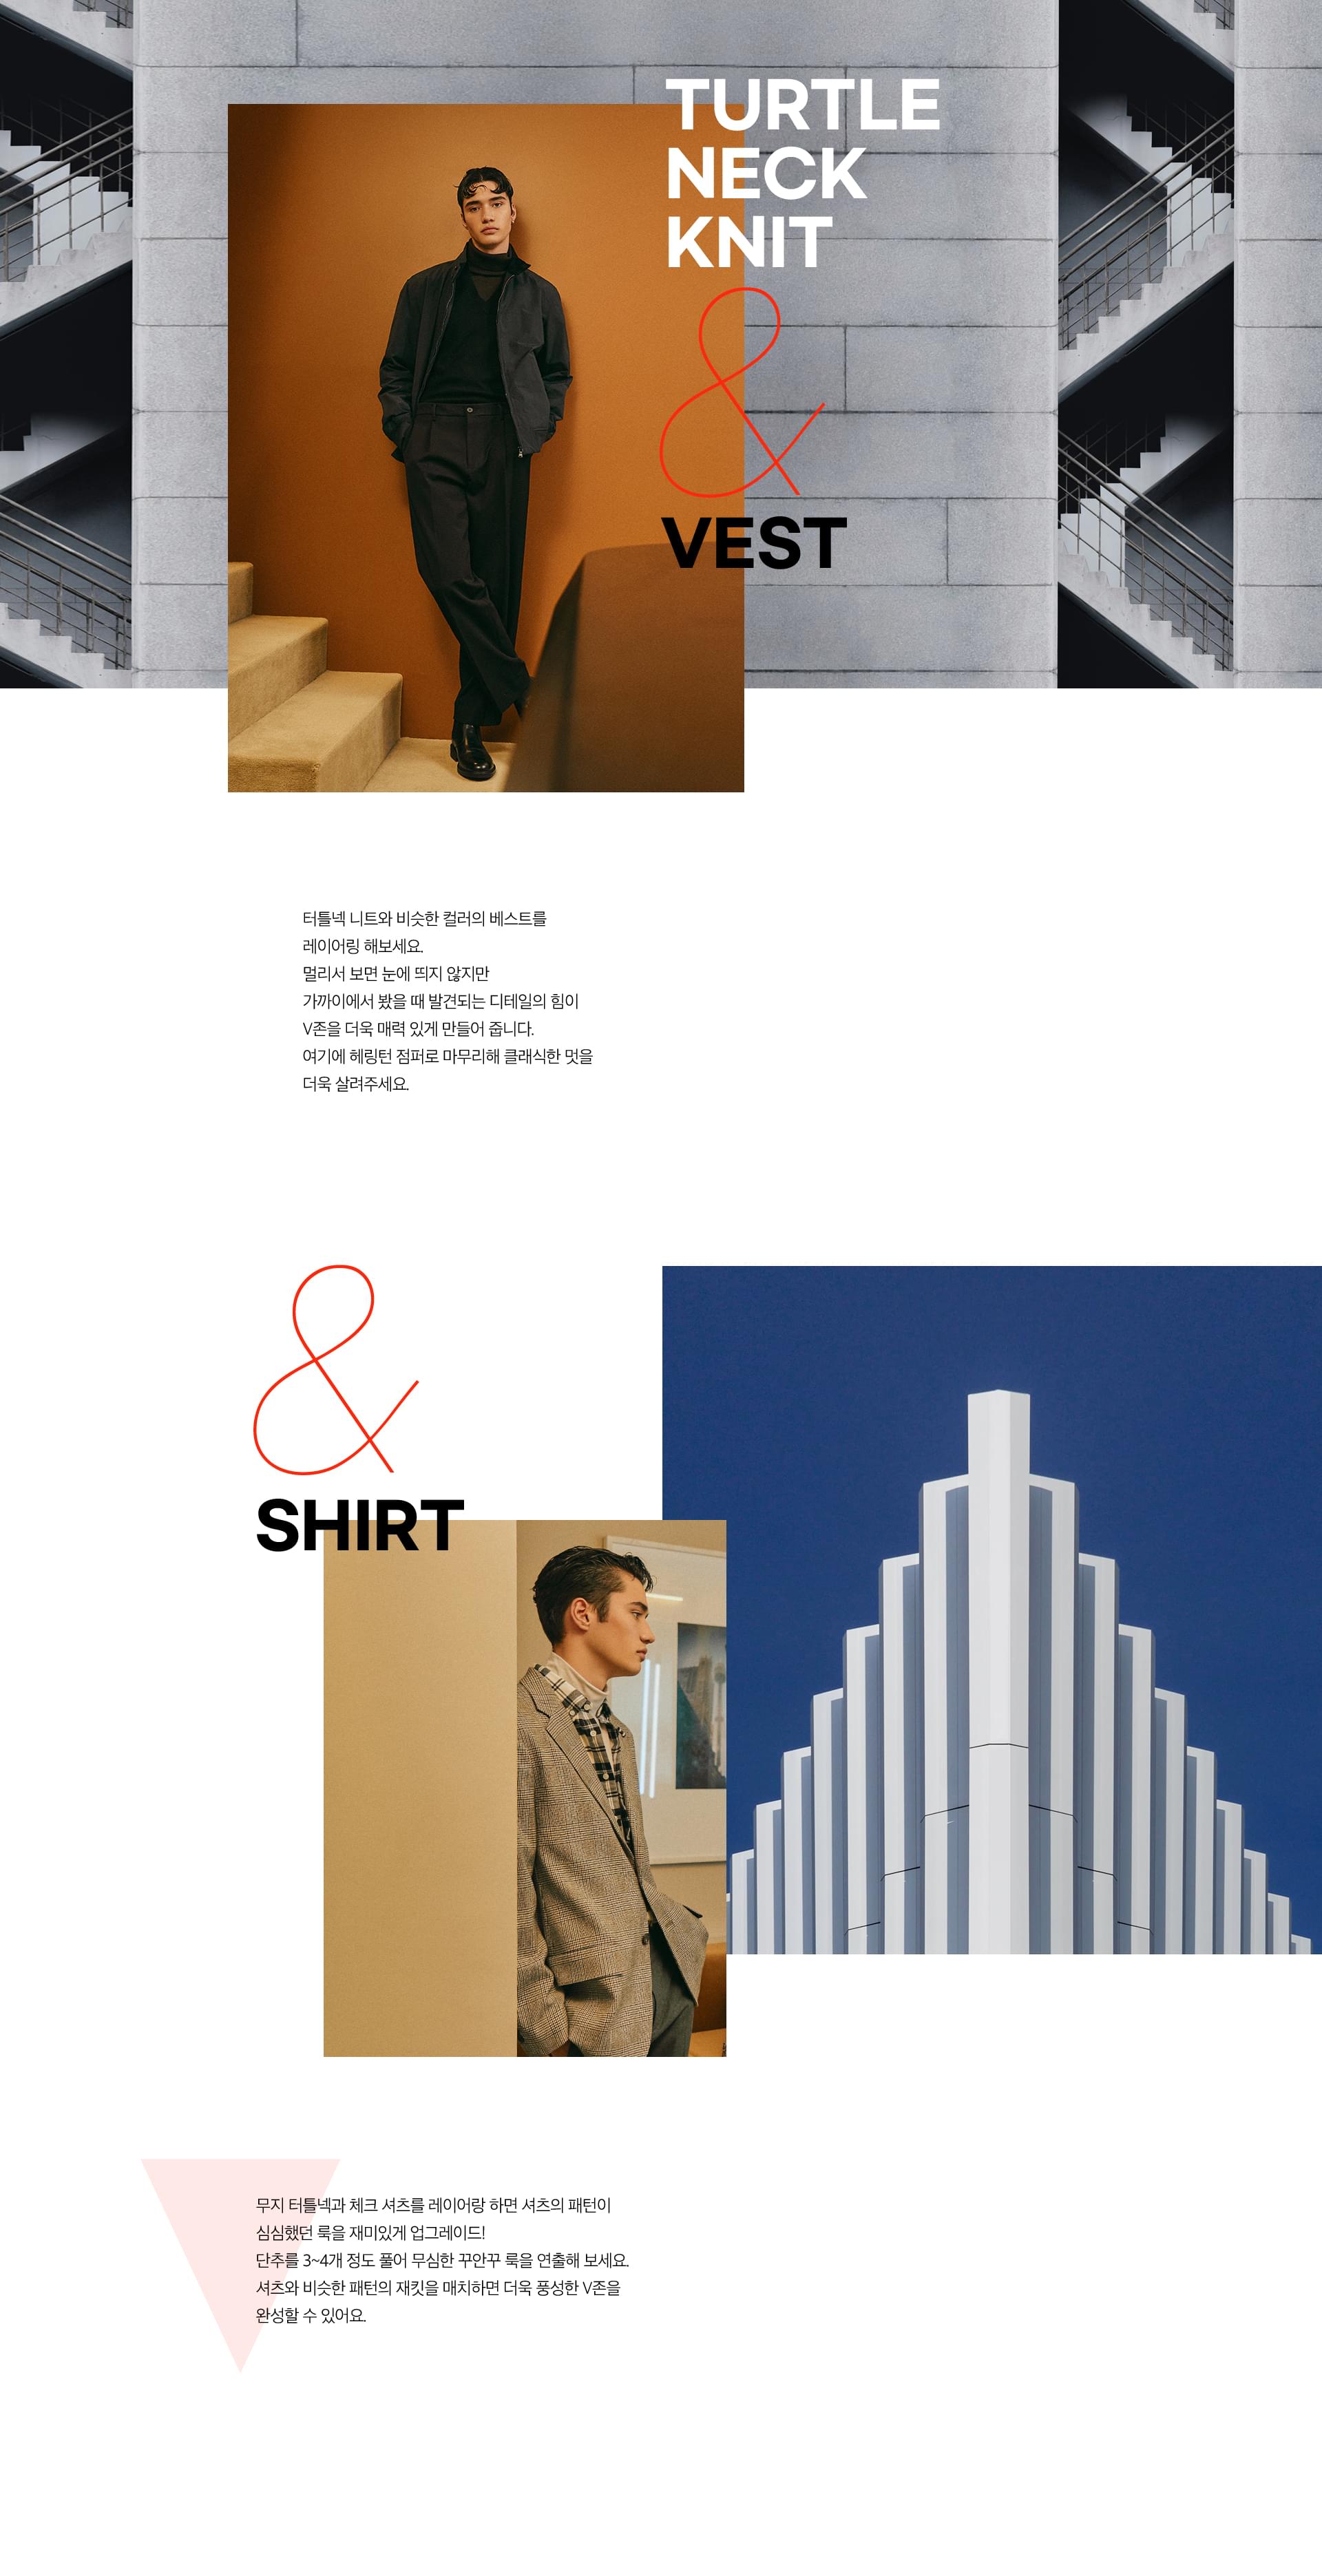 TURTLE
NECK
KNIT
&
VEST
터틀넥 니트와 비슷한 컬러의 베스트를
레이어링 해보세요.
멀리서 보면 눈에 띄지 않지만
가까이에서 봤을 때 발견되는 디테일의 힘이
V존을 더욱 매력 있게 만들어 줍니다.
여기에 헤링턴 점퍼로 마무리해 클래식한 멋을
더욱 살려주세요.
&
SHIRT
무지 터틀넥과 체크 셔츠를 레이어랑 하면 셔츠의 패턴이
심심했던 룩을 재미있게 업그레이드!
단추를 3~4개 정도 풀어 무심한 꾸안꾸 룩을 연출해 보세요.
셔츠와 비슷한 패턴의 재킷을 매치하면 더욱 풍성한 V존을
완성할 수 있어요.